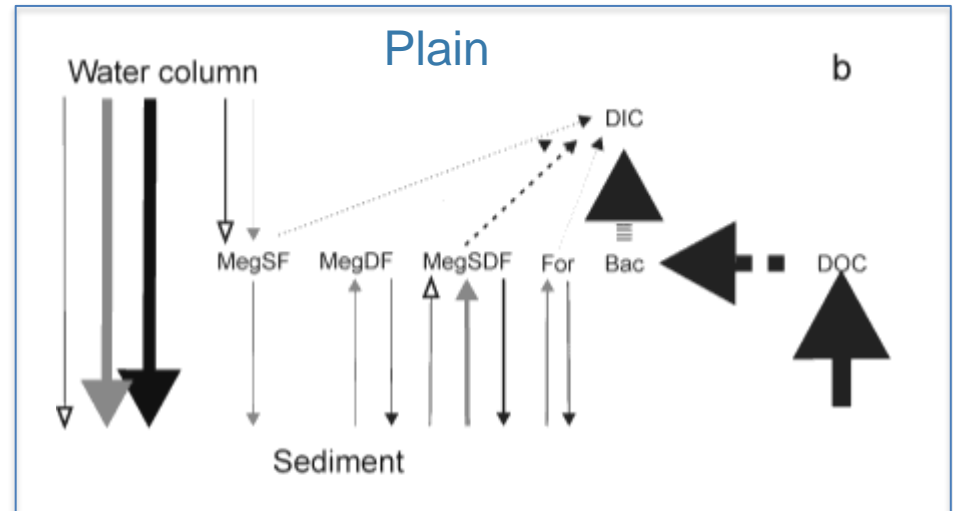 Plain
Water column
b
DIC
MegSF MegDF MegSDF For Bac DOC
Sediment